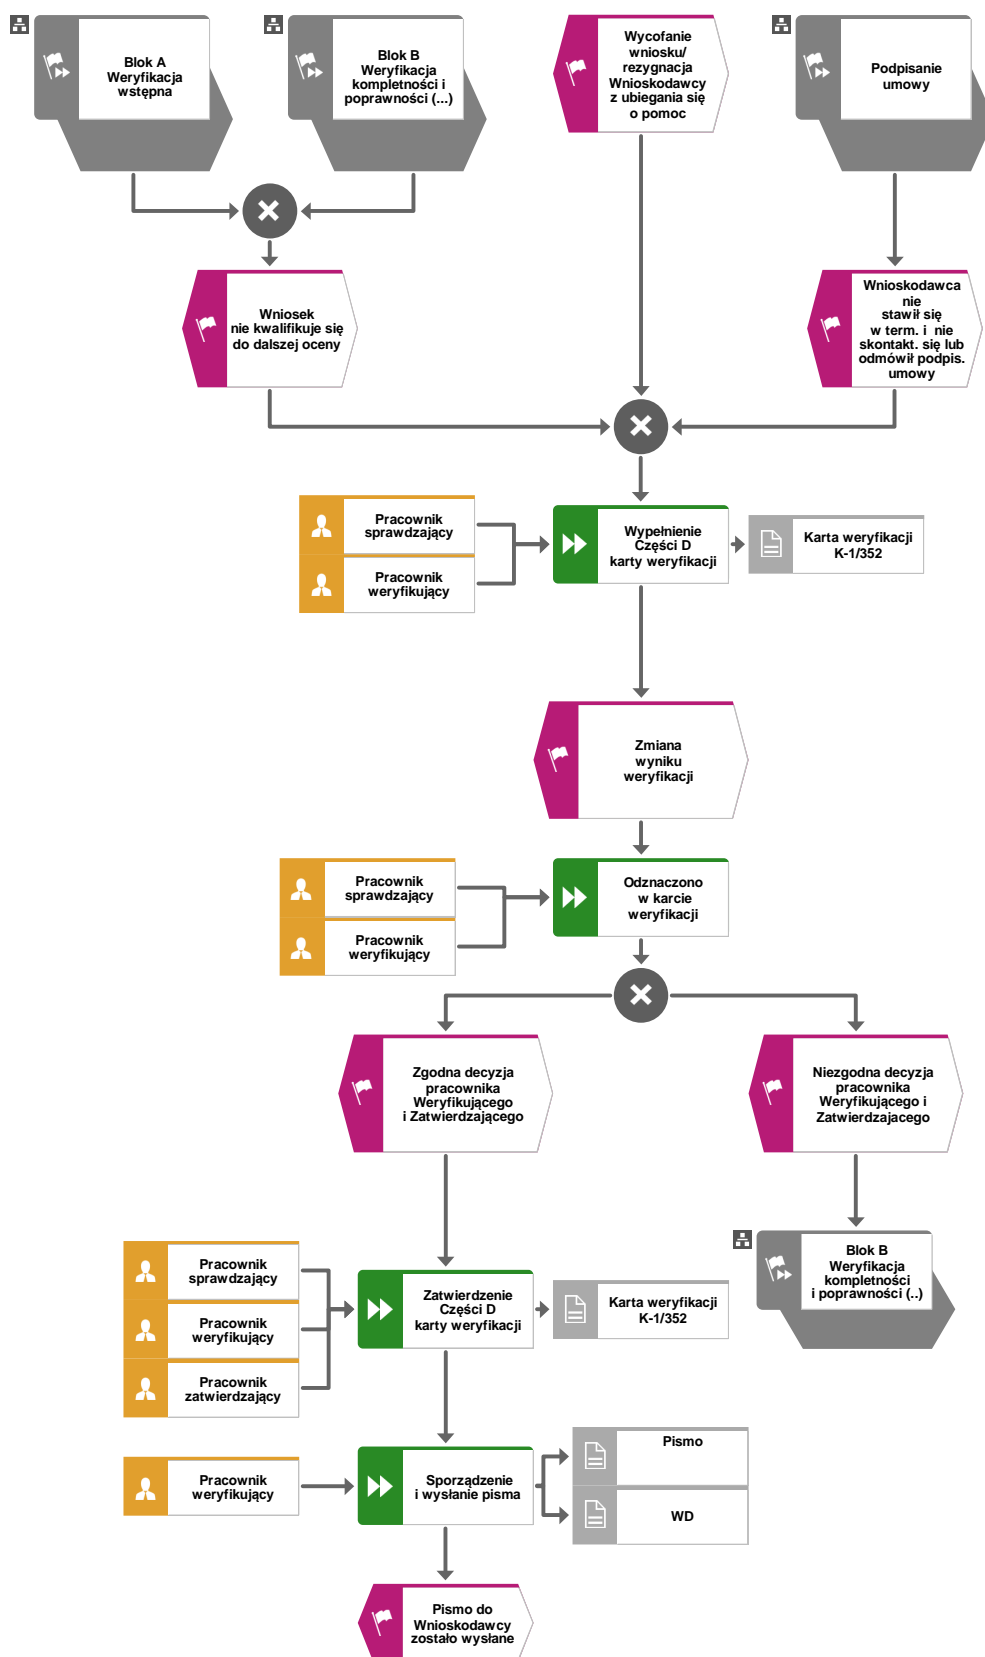 Blok A
Weryfikacja
wstępna
Blok B
Weryfikacja
kompletności i
poprawności (...)
Wycofanie
wniosku/
rezygnacja
Wnioskodawcy
z ubiegania się
o pomoc
Podpisanie
umowy
Wniosek
nie kwalifikuje się
do dalszej oceny
Wnioskodawca
nie
stawił się
w term. i nie
skontakt. się lub
odmówił podpis.
umowy
Pracownik
sprawdzający
Pracownik
weryfikujący
Wypełnienie
Części D
karty weryfikacji
Karta weryfikacji
K-1/352
Zmiana
wyniku
weryfikacji
Pracownik
sprawdzający
Pracownik
weryfikujący
Odznaczono
w karcie
weryfikacji
Zgodna decyzja
pracownika
Weryfikującego
i Zatwierdzającego
Niezgodna decyzja
pracownika
Weryfikującego i
Zatwierdzajacego
Pracownik
sprawdzający
Pracownik
weryfikujący
Pracownik
zatwierdzający
Zatwierdzenie
Części D
karty weryfikacji
Karta weryfikacji
K-1/352
Blok B
Weryfikacja
kompletności
i poprawności (..)
Pracownik
weryfikujący
Sporządzenie
i wysłanie pisma
Pismo
WD
Pismo do
Wnioskodawcy
zostało wysłane